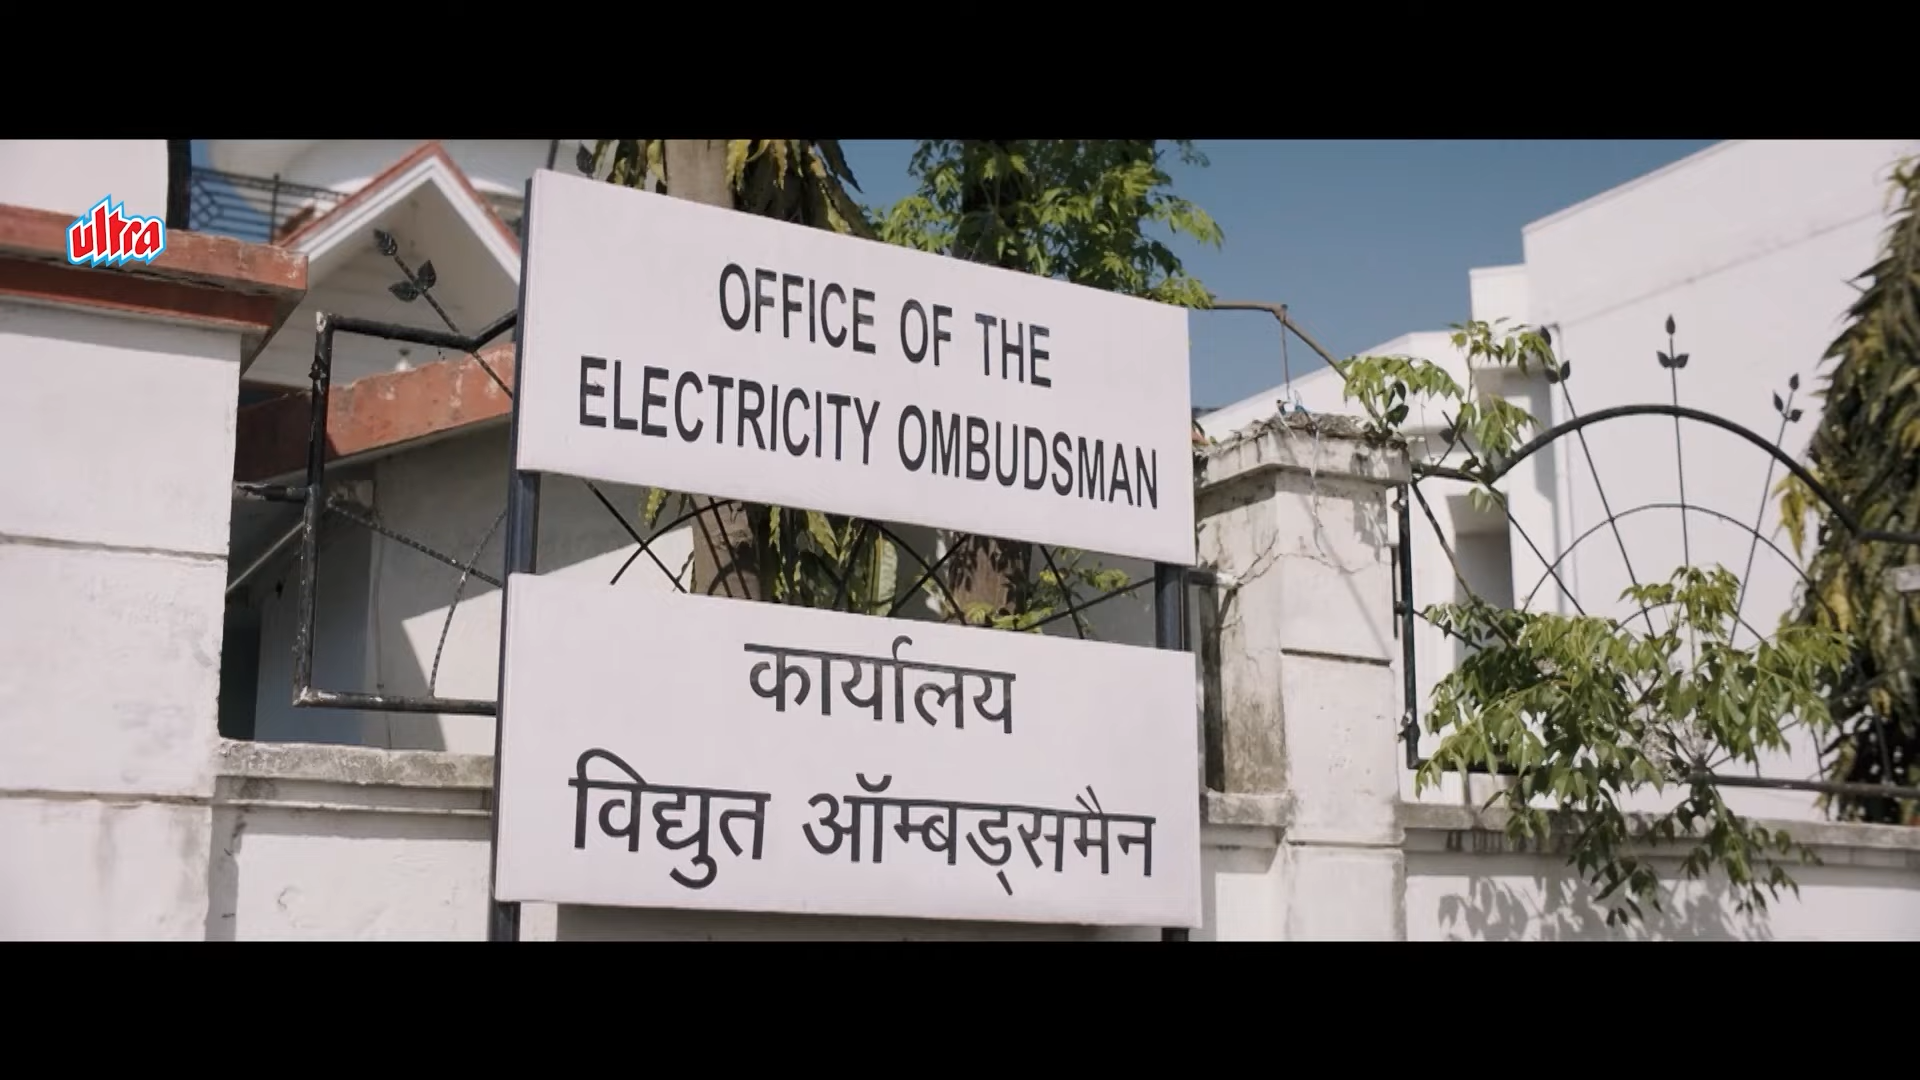 ultra
OFFICE OF THE
ELECTRICITY OMBUDSMAN
कार्यालय
विद्युत ऑम्बड्समैन